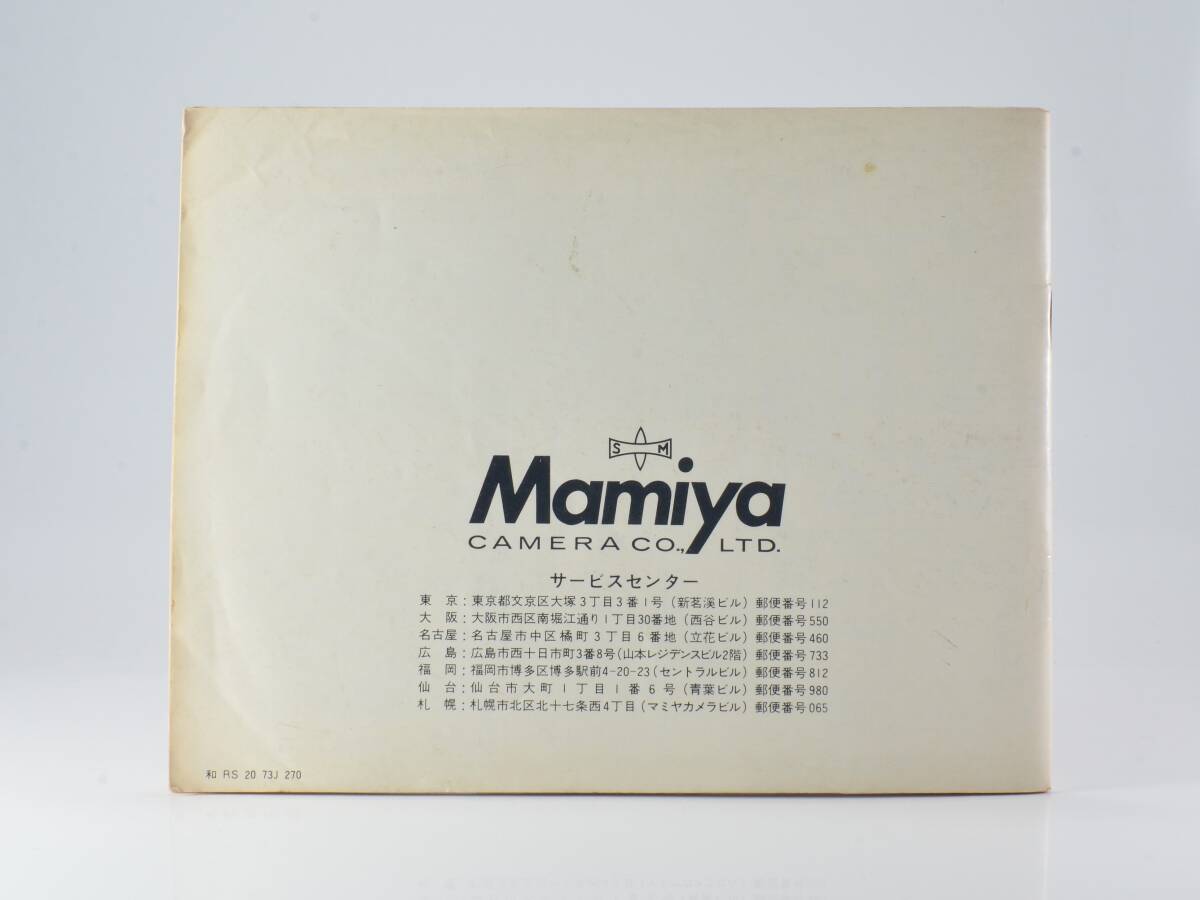 S M
Mamiya
CAMERA CO., LTD.
サービスセンター
東京：東京都文京区大塚3丁目3番1号（新茗溪ビル）郵便番号112
大阪：大阪市西区南堀江通り1丁目30番地（西谷ビル）郵便番号550
名古屋：名古屋市中区橘町3丁目6番地（立花ビル）郵便番号460
広島：広島市西十日市町3番8号（山本レジデンスビル2階）郵便番号733
福岡：福岡市博多区博多駅前4-20-23（セントラルビル）郵便番号812
仙台：仙台市大町1丁目1番6号（青葉ビル）郵便番号980
札幌：札幌市北区北十七条西4丁目（マミヤカメラビル）郵便番号065
和 RS 20 73J 270